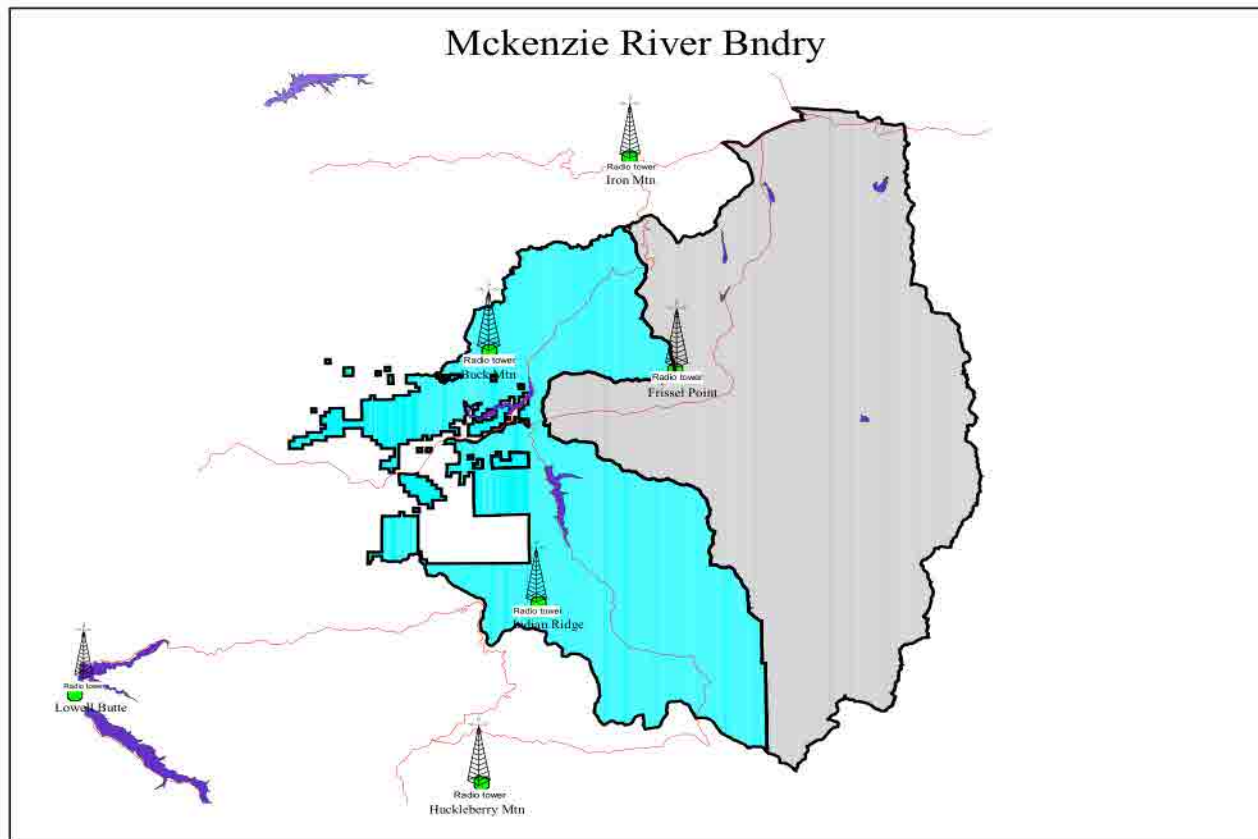 Mckenzie River Bndry
Radio tower
Iron Mtn
Radio tower
Buck Mtn
Radio tower
Frissel Point
Radio tower
Indian Ridge
Radio tower
Lowell Butte
Radio tower
Huckleberry Mtn